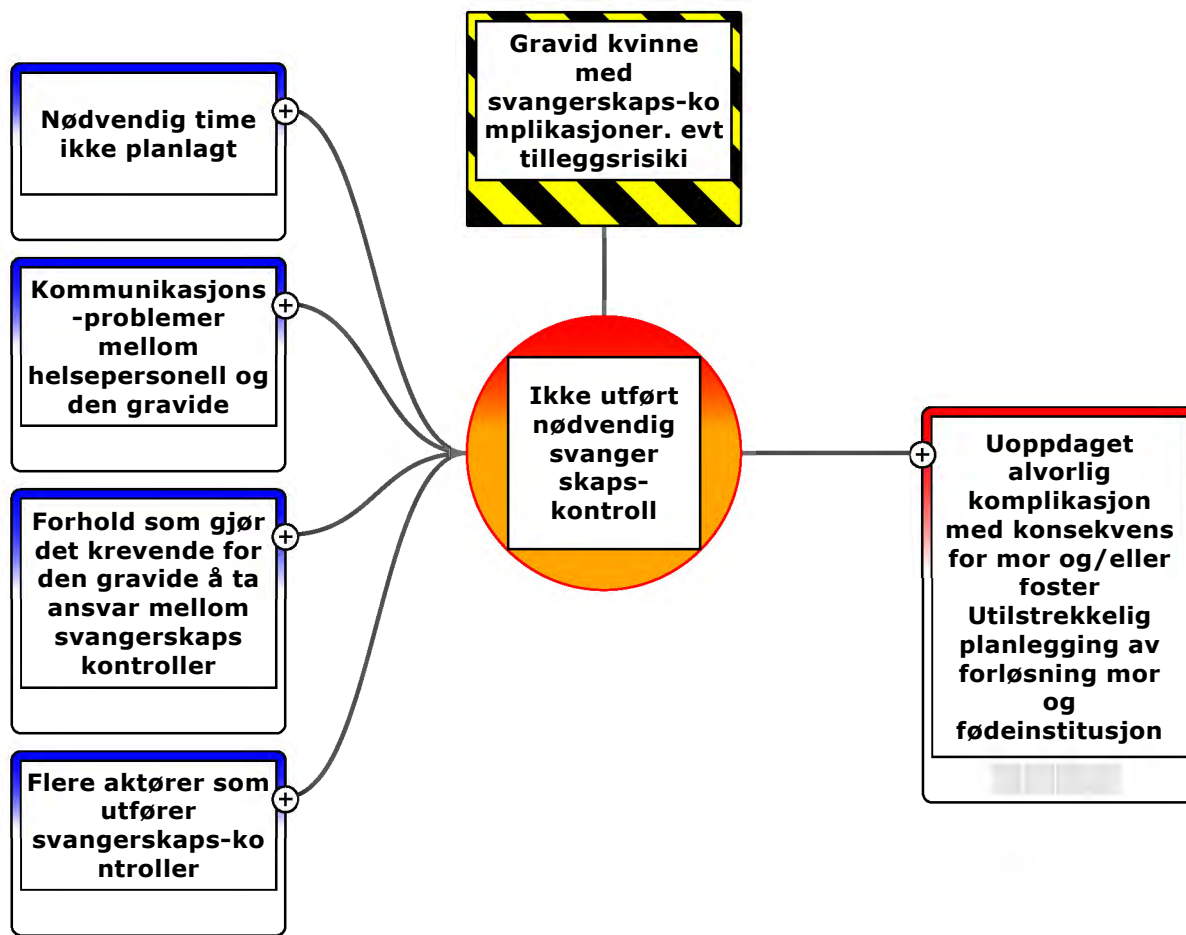 Gravid kvinne
med
svangerskaps-ko
mplikasjoner. evt
tilleggsrisiki
Nødvendig time
ikke planlagt
Kommunikasjons
-problemer
mellom
helsepersonell og
den gravide
Forhold som gjør
det krevende for
den gravide å ta
ansvar mellom
svangerskaps
kontroller
Flere aktører som
utfører
svangerskaps-ko
ntroller
Ikke utført
nødvendig
svanger
skaps-
kontroll
Uoppdaget
alvorlig
komplikasjon
med konsekvens
for mor og/eller
foster
Utilstrekkelig
planlegging av
forløsning mor
og
fødeinstitusjon